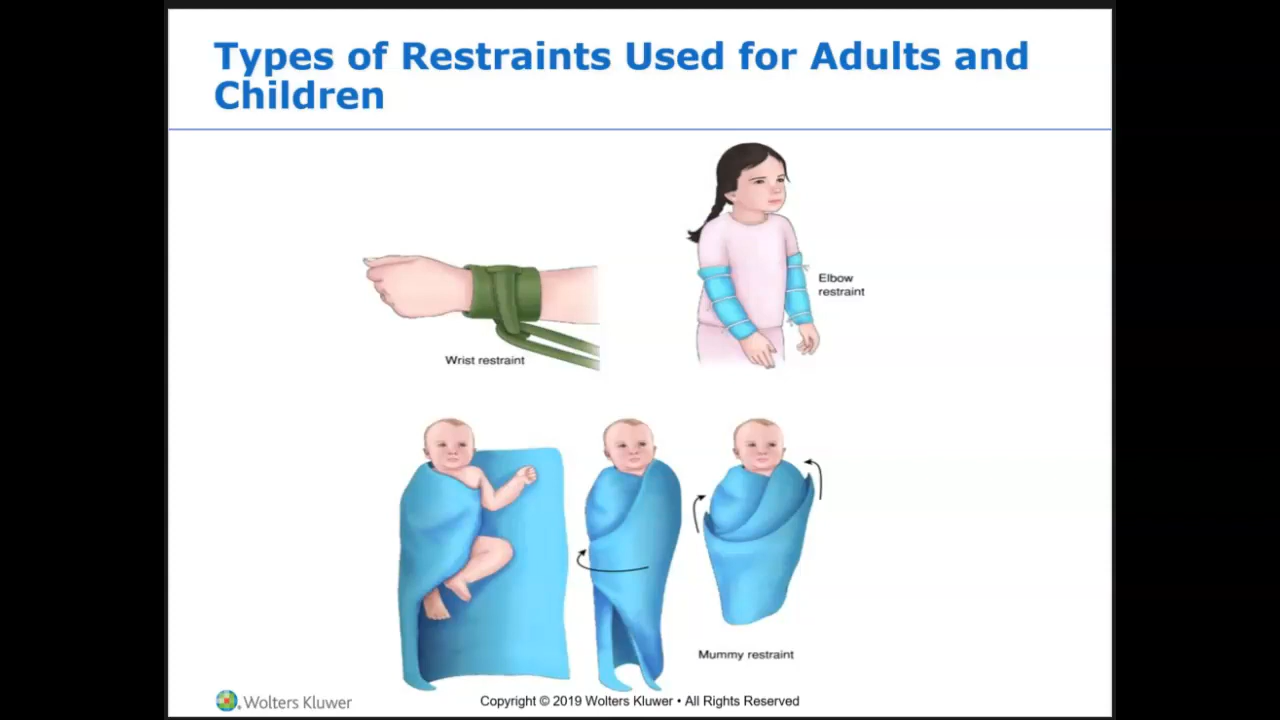 Types of Restraints Used for Adults and
Children
Elbow
restraint
Wrist restraint
Mummy restraint
Wolters Kluwer
Copyright © 2019 Wolters Kluwer • All Rights Reserved